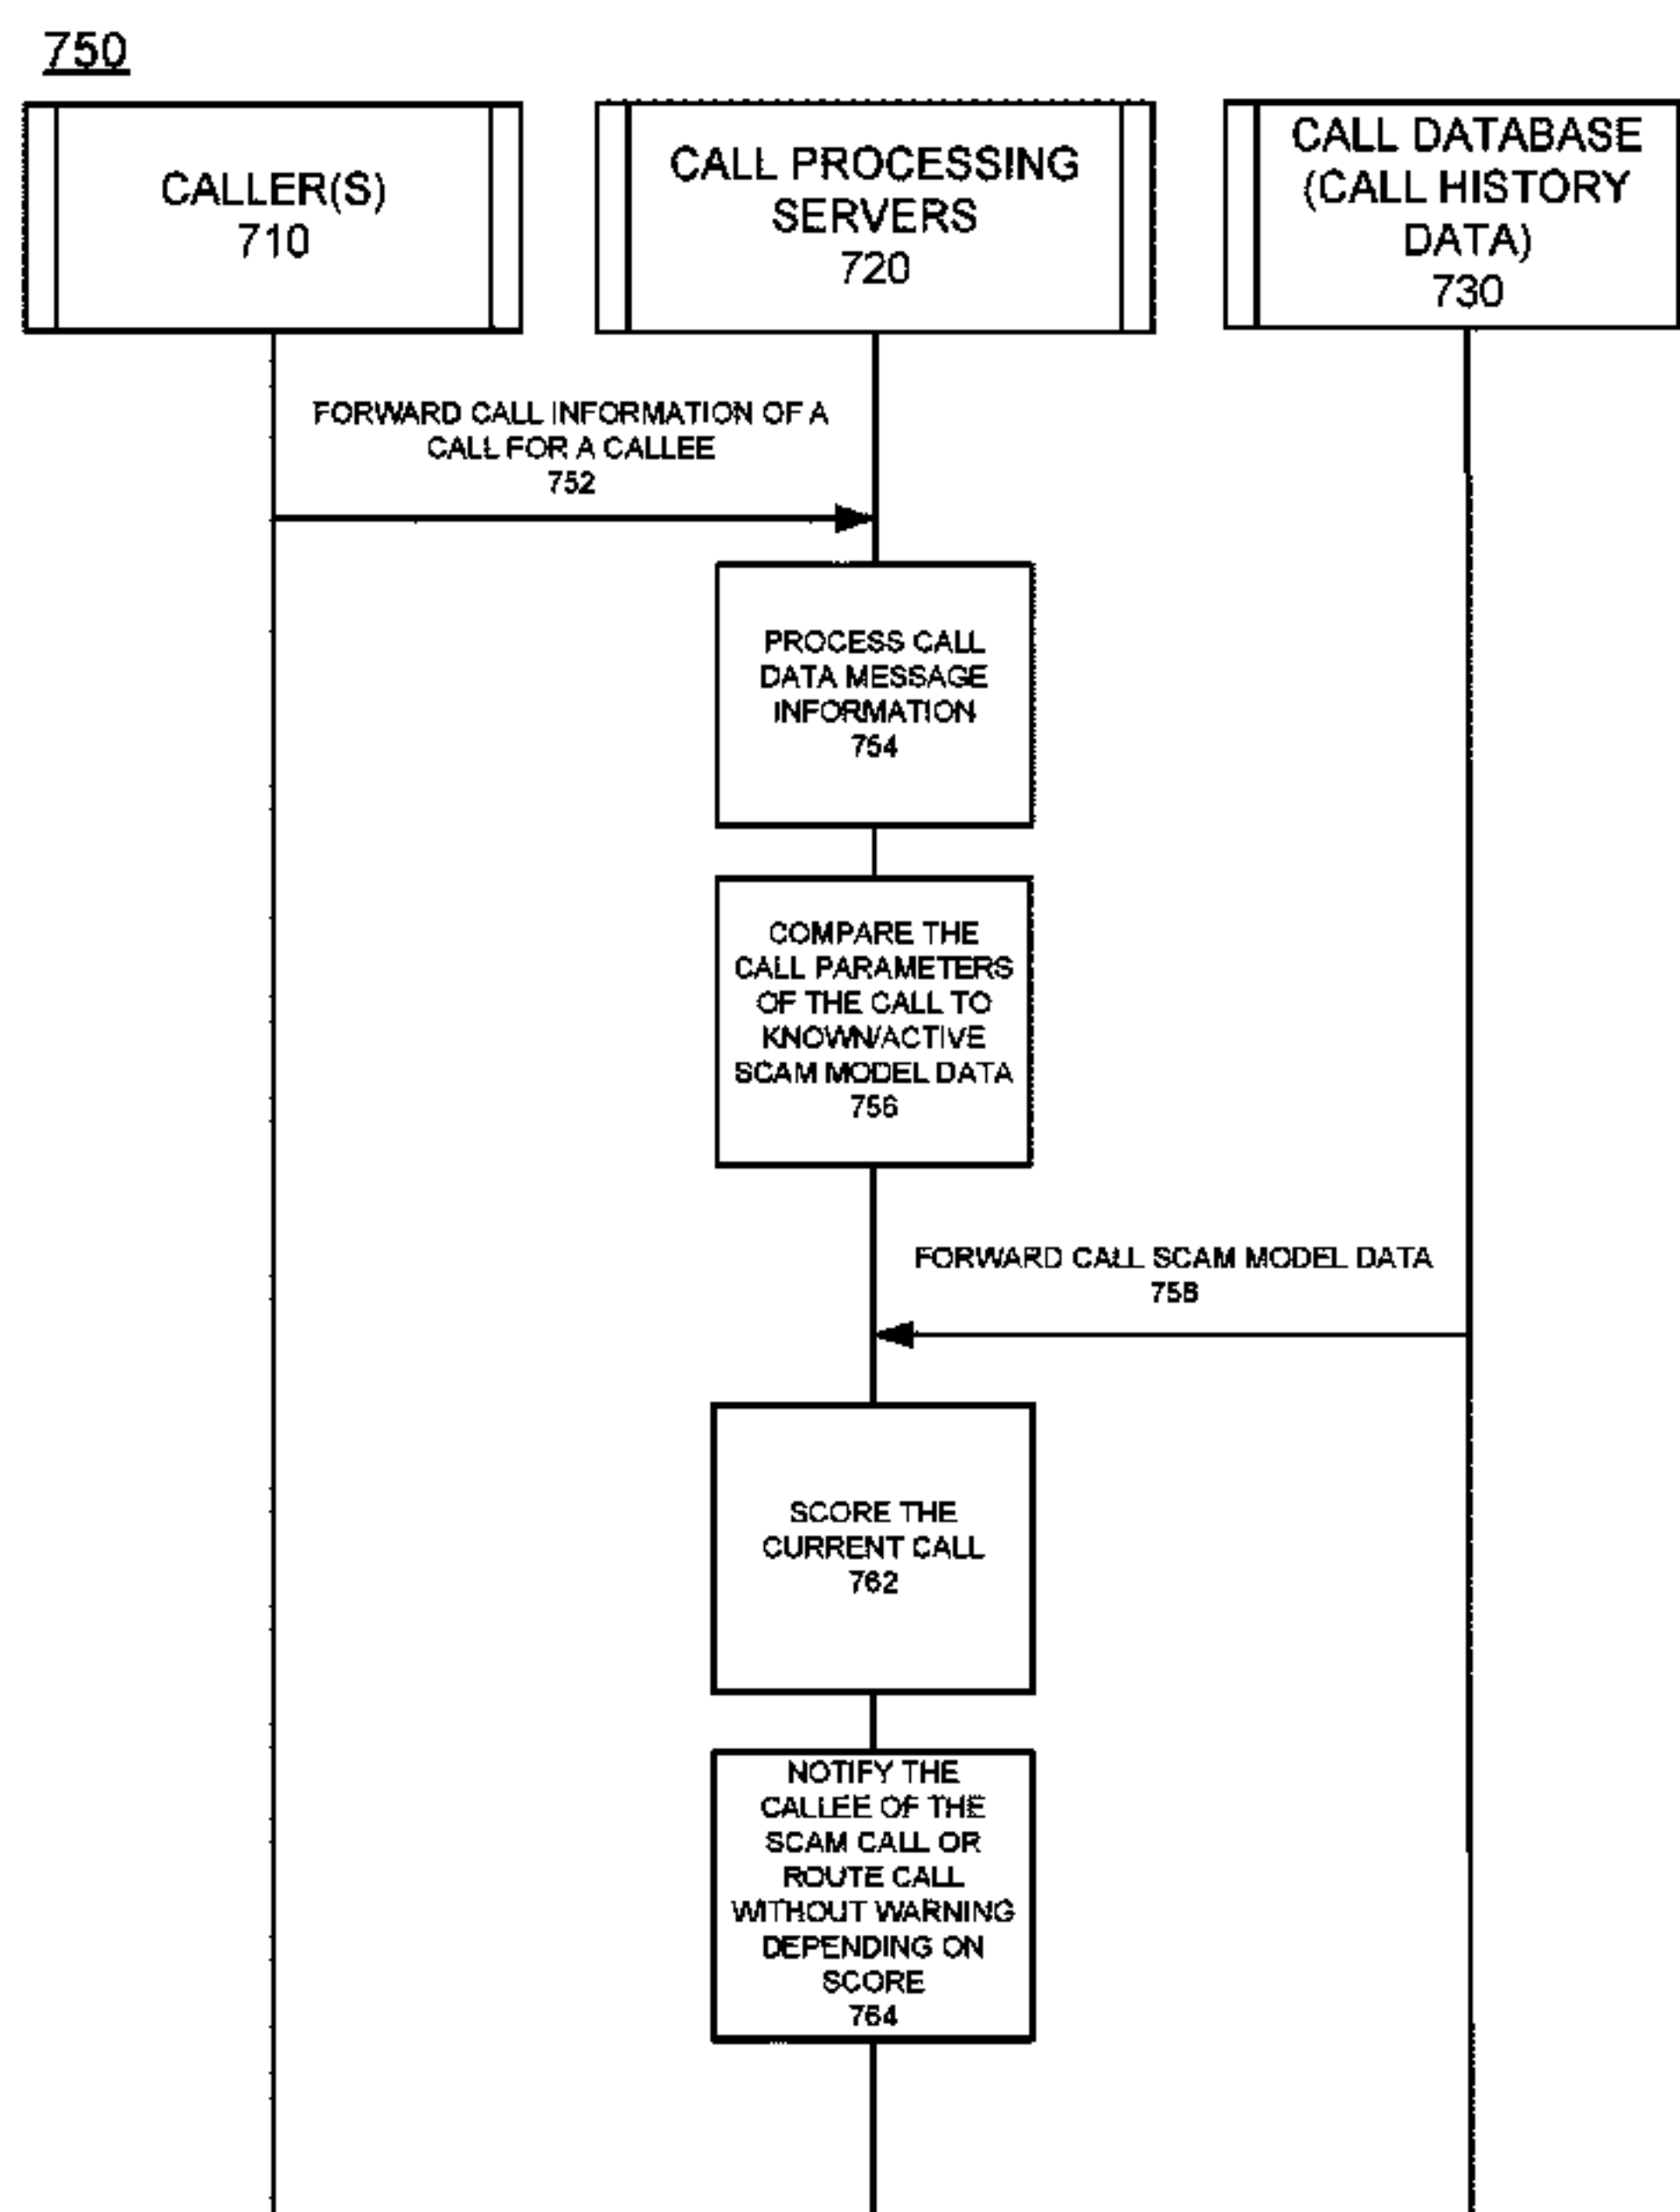 750
CALLER(S)
710
CALL PROCESSING
SERVERS
720
CALL DATABASE
(CALL HISTORY
DATA)
730
FORWARD CALL INFORMATION OF A
CALL FOR A CALLEE
752
PROCESS CALL
DATA MESSAGE
INFORMATION
754
COMPARE THE
CALL PARAMETERS
OF THE CALL TO
KNOWN/ACTIVE
SCAM MODEL DATA
756
FORWARD CALL SCAM MODEL DATA
758
SCORE THE
CURRENT CALL
762
NOTIFY THE
CALLEE OF THE
SCAM CALL OR
ROUTE CALL
WITHOUT WARNING
DEPENDING ON
SCORE
764